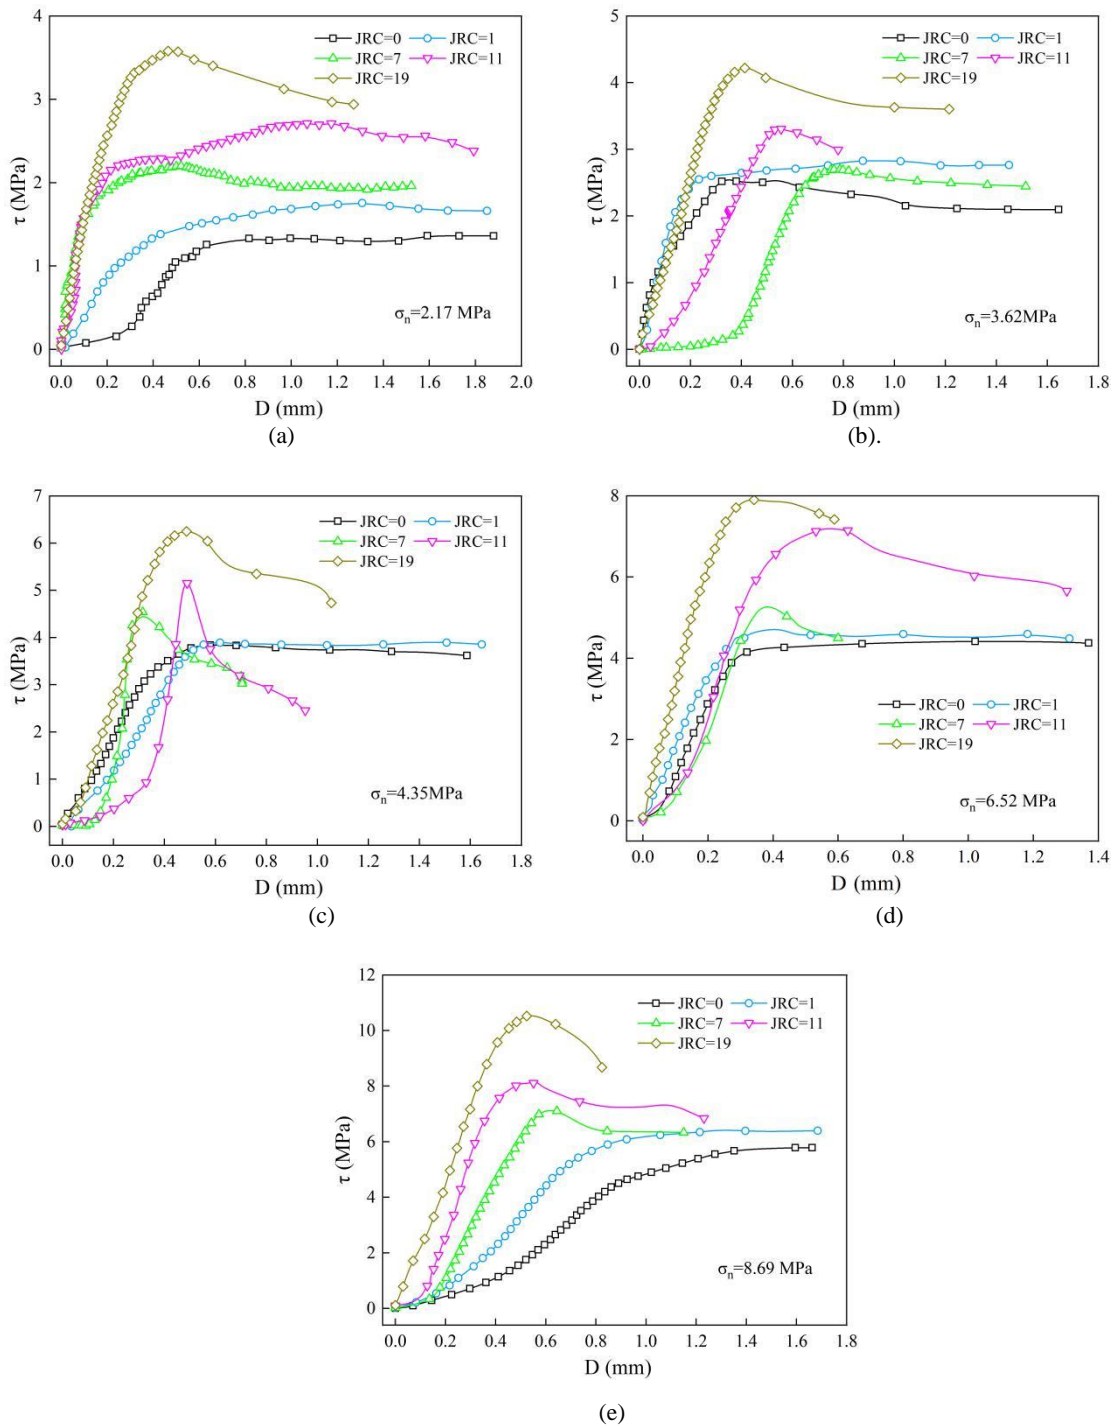 4
3
2
1
0
τ (MPa)
JRC=0 JRC=1
JRC=7 JRC=11
JRC=19
σn=2.17 MPa
0.0 0.2 0.4 0.6 0.8 1.0 1.2 1.4 1.6 1.8 2.0
D (mm)
(a)
5
4
3
2
1
0
τ (MPa)
JRC=0 JRC=1
JRC=7 JRC=11
JRC=19
σn=3.62MPa
0.0 0.2 0.4 0.6 0.8 1.0 1.2 1.4 1.6 1.8
D (mm)
(b).
7
6
5
4
3
2
1
0
τ (MPa)
JRC=0 JRC=1
JRC=7 JRC=11
JRC=19
σn=4.35MPa
0.0 0.2 0.4 0.6 0.8 1.0 1.2 1.4 1.6 1.8
D (mm)
(c)
8
6
4
2
0
τ (MPa)
JRC=0 JRC=1
JRC=7 JRC=11
JRC=19
σn=6.52 MPa
0.0 0.2 0.4 0.6 0.8 1.0 1.2 1.4
D (mm)
(d)
12
10
8
6
4
2
0
τ (MPa)
JRC=0 JRC=1
JRC=7 JRC=11
JRC=19
σn=8.69 MPa
0.0 0.2 0.4 0.6 0.8 1.0 1.2 1.4 1.6 1.8
D (mm)
(e)